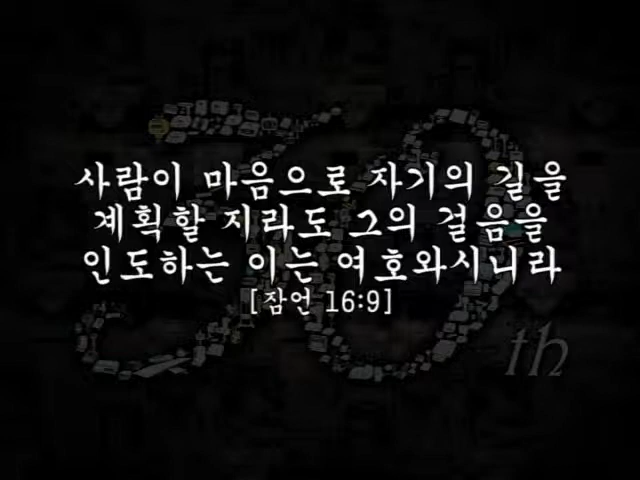 사람이 마음으로 자기의 길을
계획할 지라도 그의 걸음을
인도하는 이는 여호와시니라
[잠언 16:9]
50th